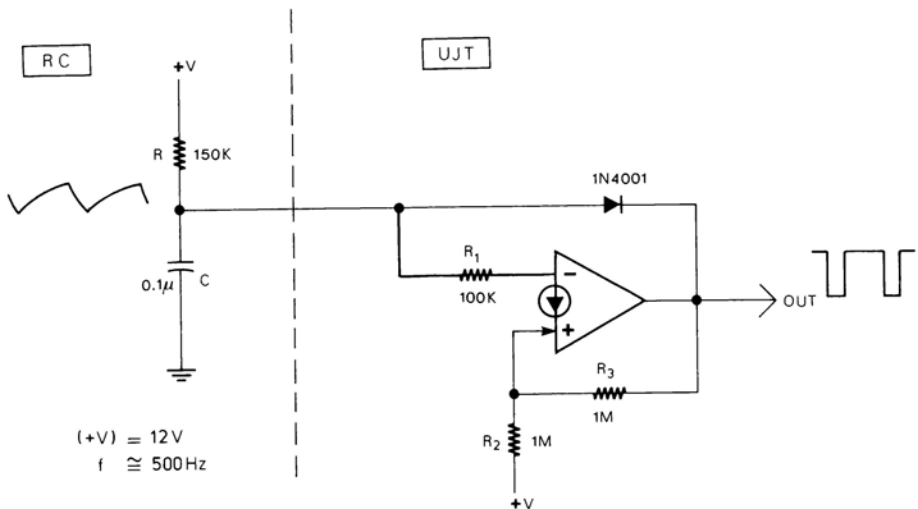 RC
UJT
+V
R 150K
1N4001
R1
100K
−
+
0.1μ C
OUT
R3
1M
R2 1M
(+V) = 12V
f ≅ 500Hz
+V